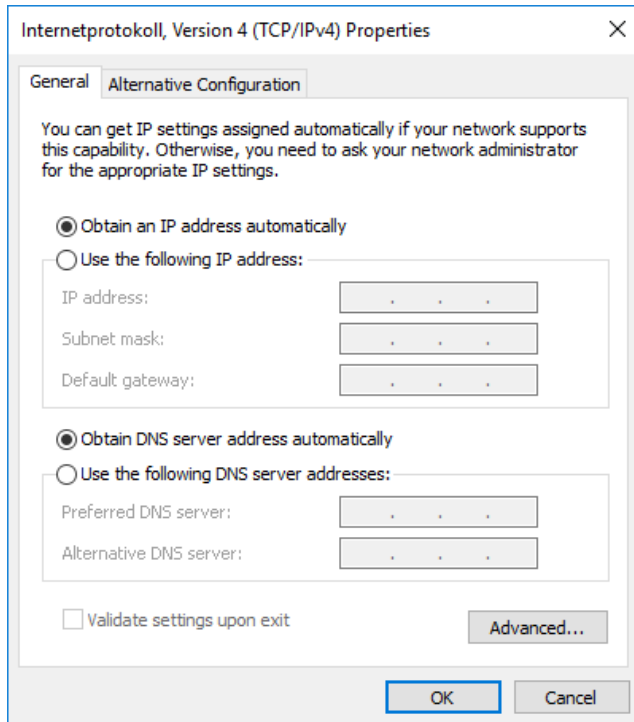 Internetprotokoll, Version 4 (TCP/IPv4) Properties
General
Alternative Configuration
You can get IP settings assigned automatically if your network supports
this capability. Otherwise, you need to ask your network administrator
for the appropriate IP settings.
Obtain an IP address automatically
Use the following IP address:
IP address:
Subnet mask:
Default gateway:
Obtain DNS server address automatically
Use the following DNS server addresses:
Preferred DNS server:
Alternative DNS server:
Validate settings upon exit
Advanced...
OK
Cancel